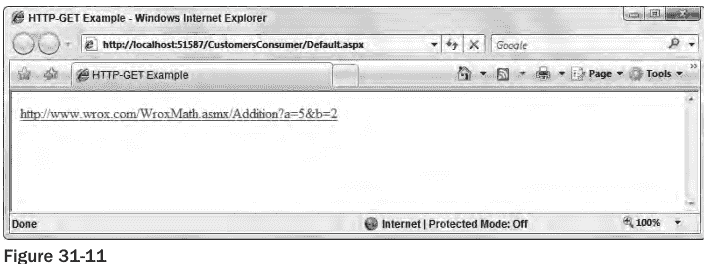 HTTP-GET Example - Windows Internet Explorer
http://localhost:51587/CustomersConsumer/Default.aspx
Google
HTTP-GET Example
Page
Tools
http://www.wrox.com/WroxMath.asmx/Addition?a=5&b=2
Done
Internet | Protected Mode: Off
100%
Figure 31-11